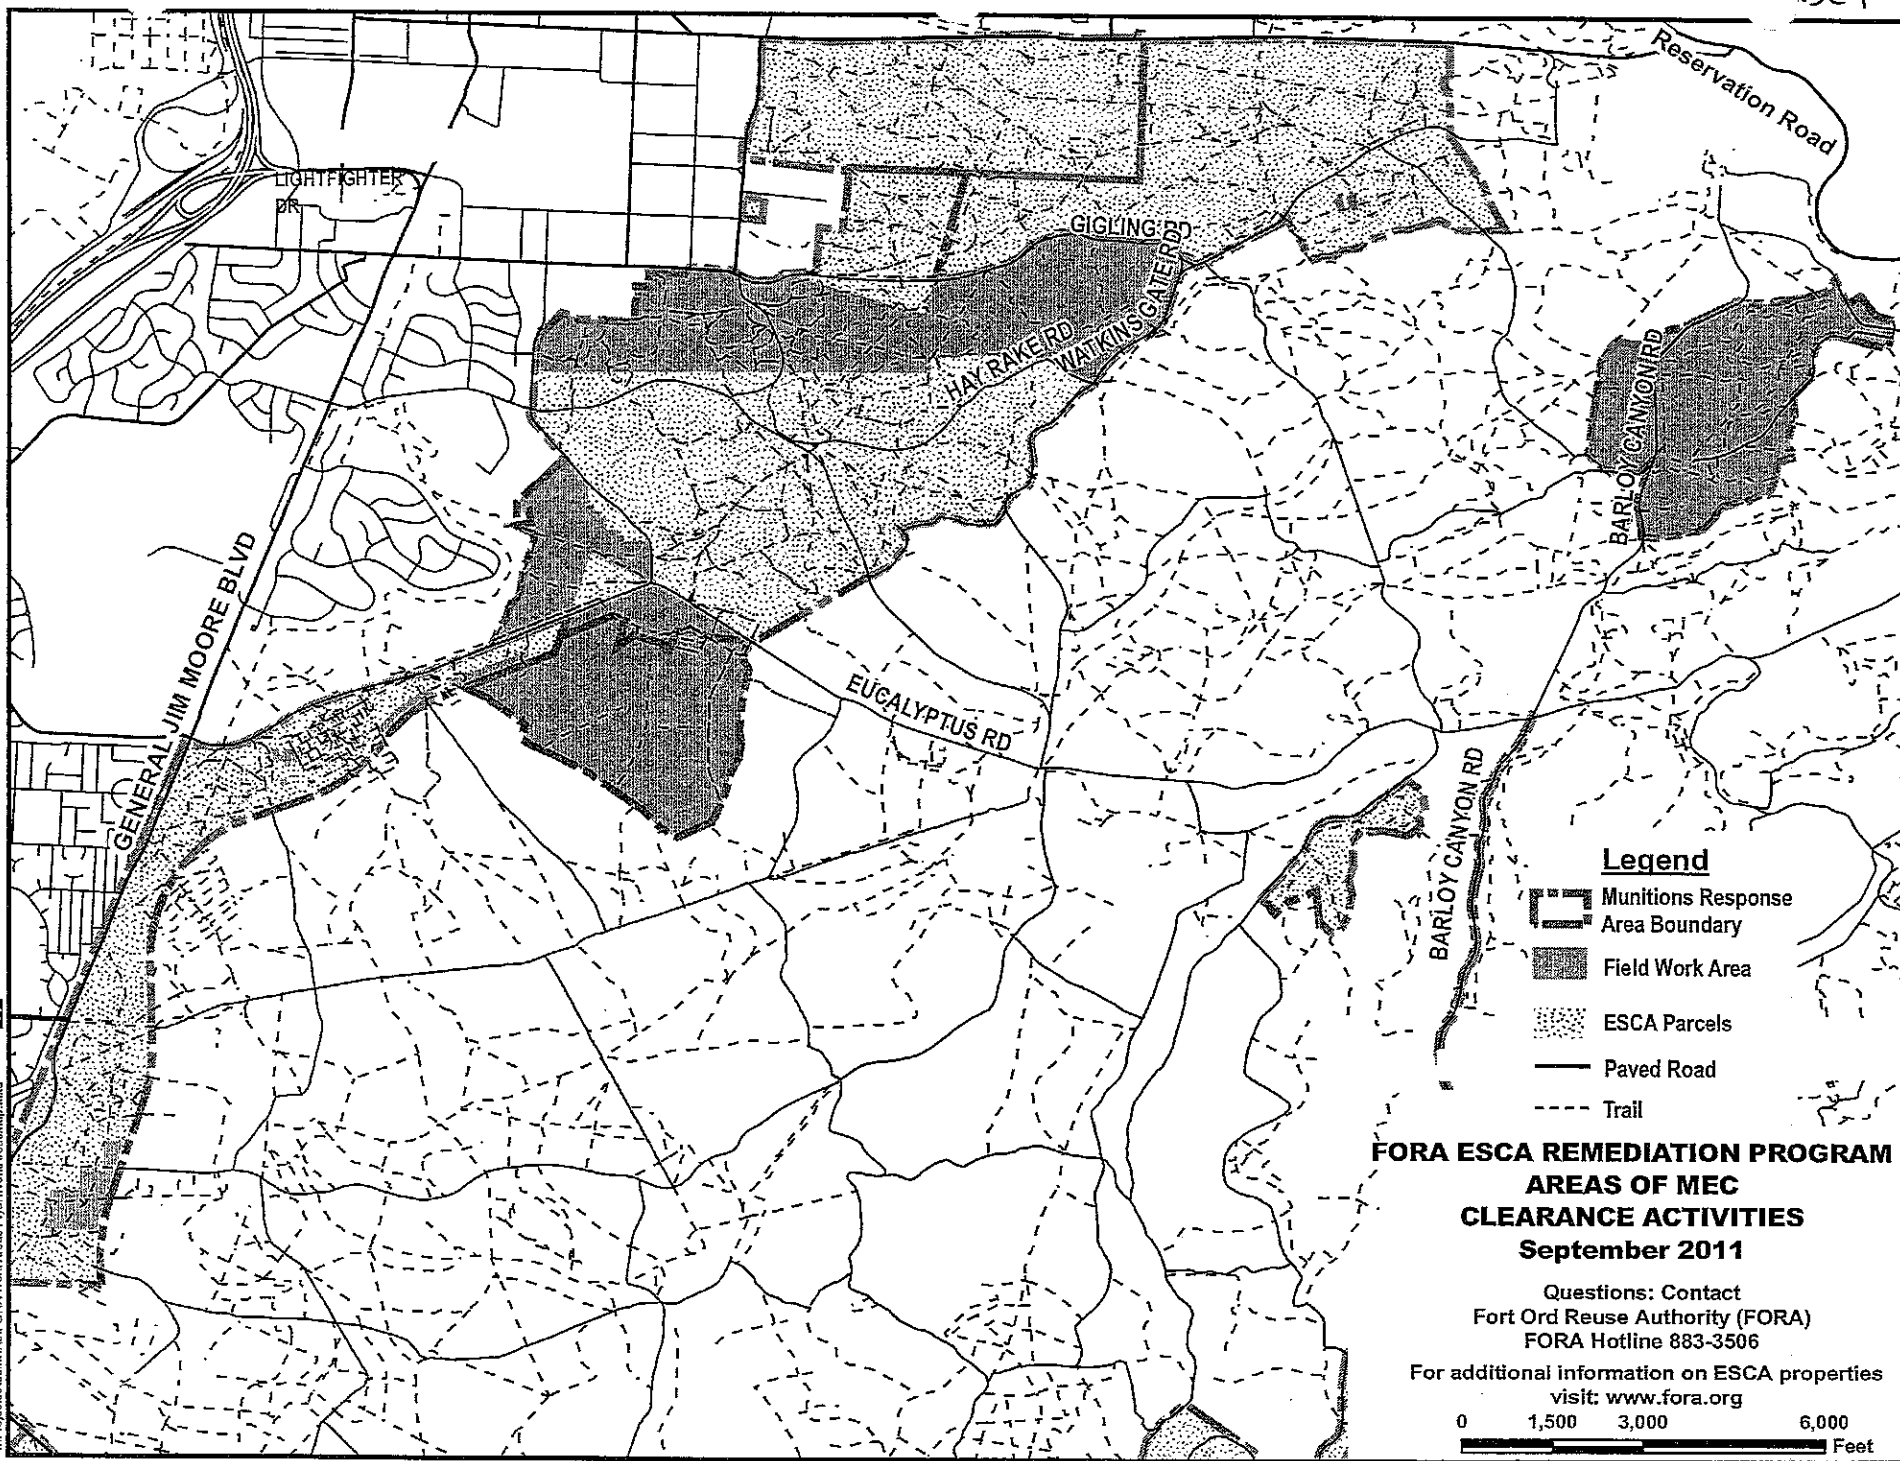 Reservation Road
LIGHTFIGHTER
DR
GIGLING RD
WATKINS GATE RD
HAY RAKE RD
BARLOY CANYON RD
BARLOY CANYON RD
GENERAL JIM MOORE BLVD
EUCALYPTUS RD
BARLOY CANYON RD
Legend
Munitions Response
Area Boundary
Field Work Area
ESCA Parcels
Paved Road
Trail
FORA ESCA REMEDIATION PROGRAM
AREAS OF MEC
CLEARANCE ACTIVITIES
September 2011
Questions: Contact
Fort Ord Reuse Authority (FORA)
FORA Hotline 883-3506
For additional information on ESCA properties
visit: www.fora.org
0 1,500 3,000 6,000
Feet